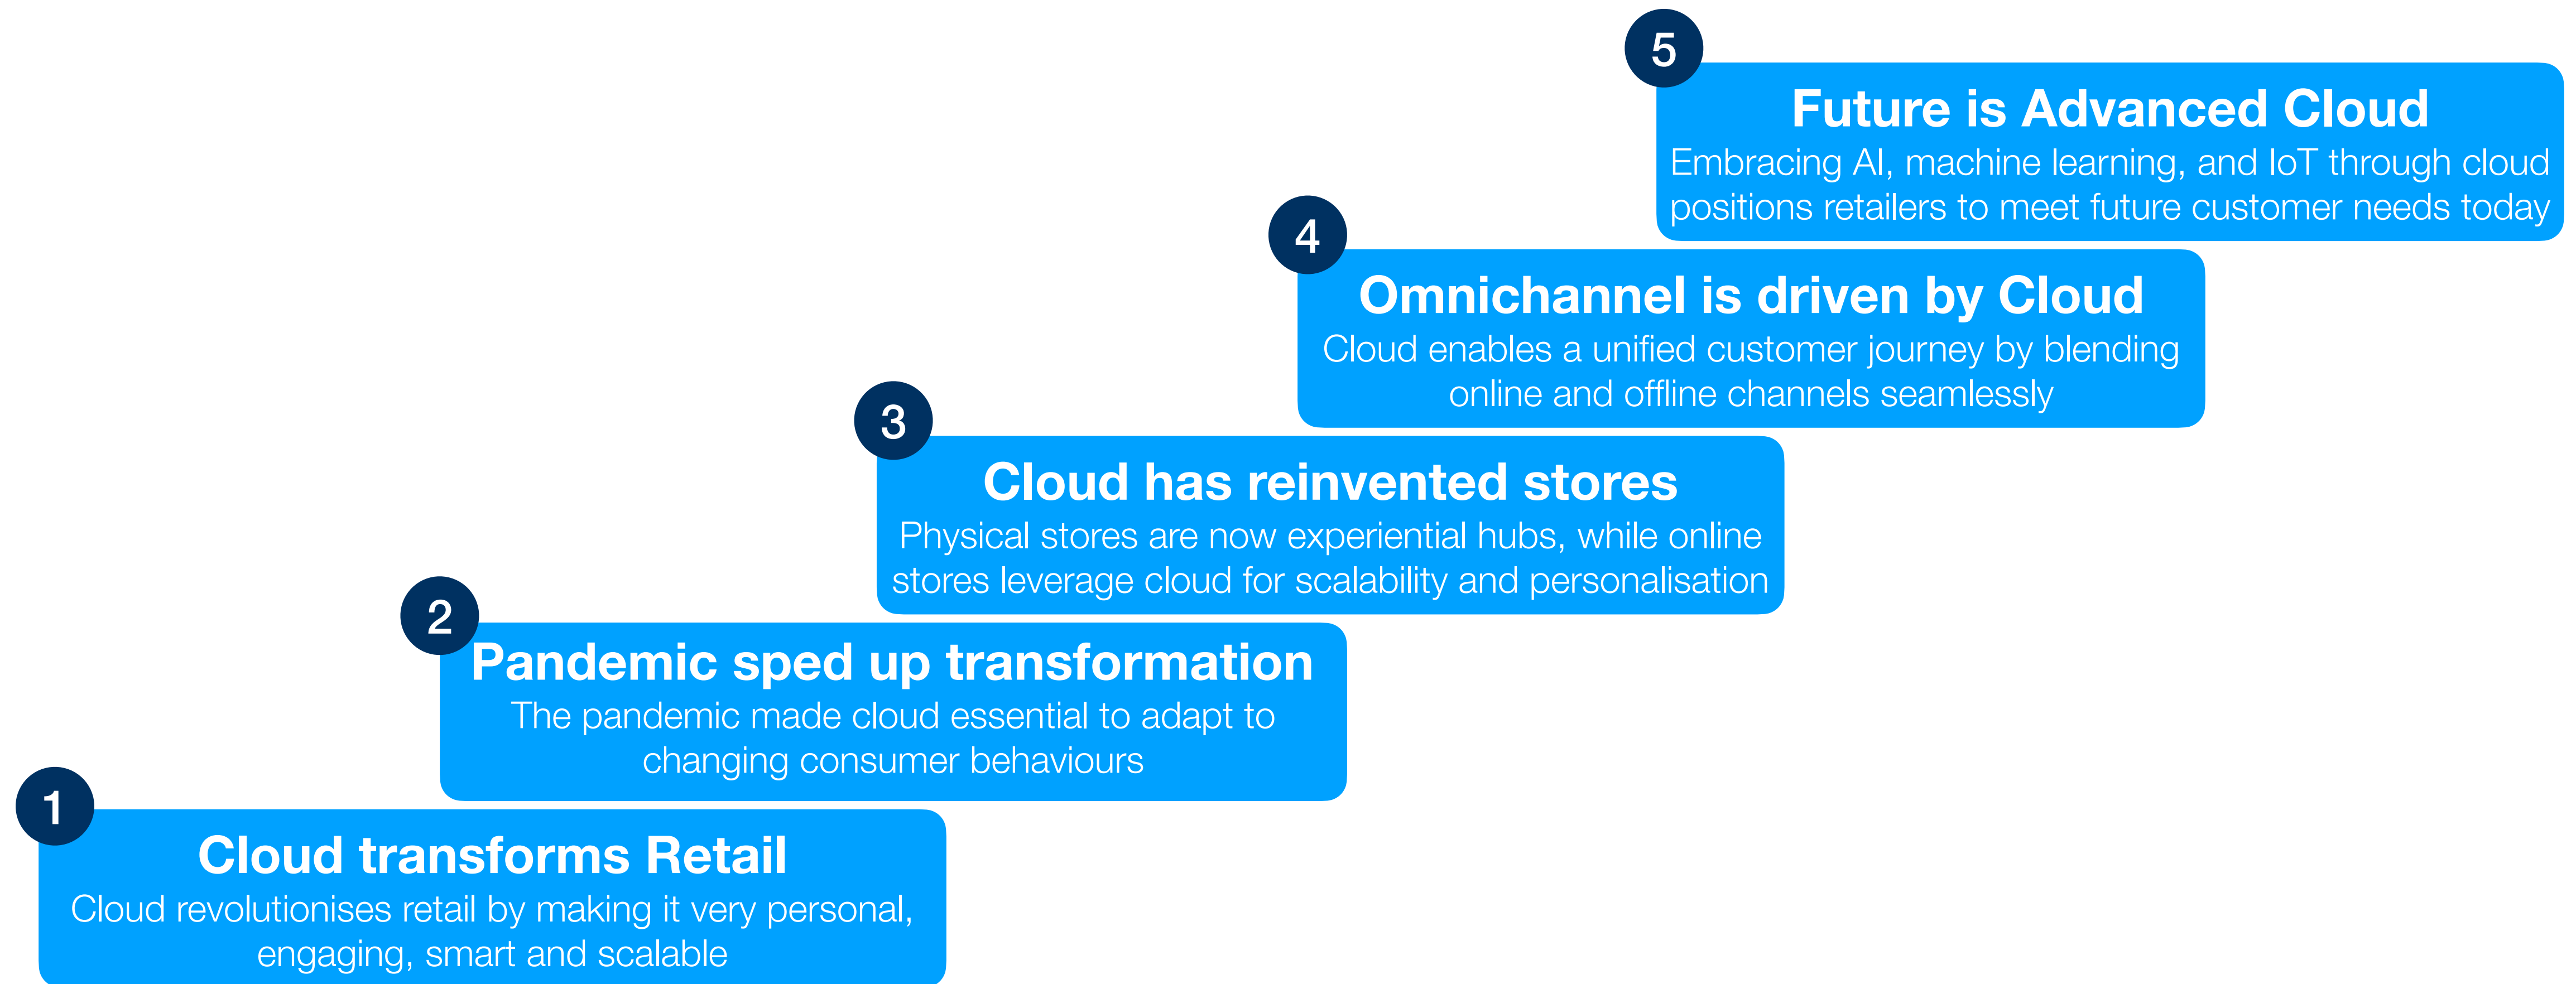 5
Future is Advanced Cloud
Embracing AI, machine learning, and IoT through cloud
positions retailers to meet future customer needs today
4
Omnichannel is driven by Cloud
Cloud enables a unified customer journey by blending
online and offline channels seamlessly
3
Cloud has reinvented stores
Physical stores are now experiential hubs, while online
stores leverage cloud for scalability and personalisation
2
Pandemic sped up transformation
The pandemic made cloud essential to adapt to
changing consumer behaviours
1
Cloud transforms Retail
Cloud revolutionises retail by making it very personal,
engaging, smart and scalable